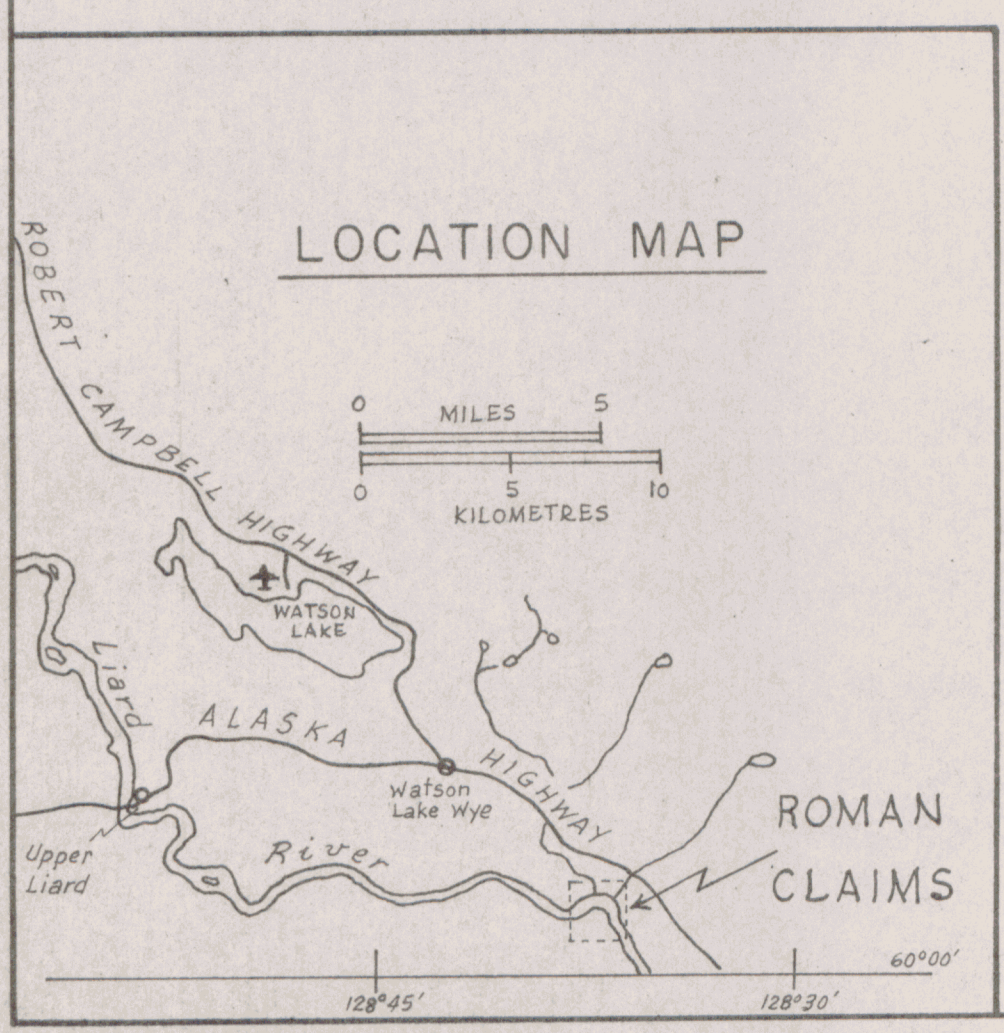 LOCATION MAP
ROBERT CAMPBELL HIGHWAY
0 MILES 5
0 5 10
KILOMETRES
WATSON
LAKE
Liard
ALASKA HIGHWAY
Watson
Lake Wye
ROMAN
CLAIMS
Upper
Liard
River
60°00'
128°45'
128°30'